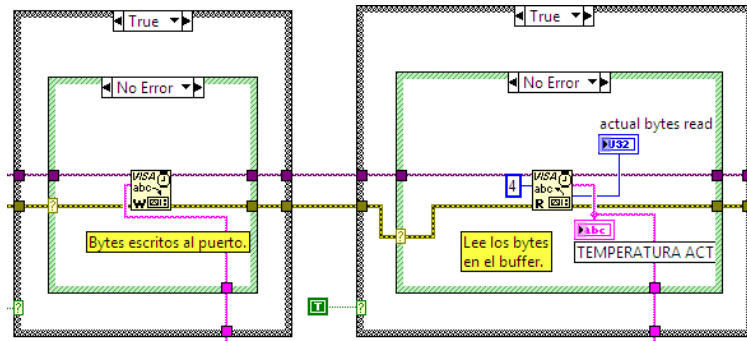 True
No Error
VISA
abc
W
Bytes escritos al puerto.
?
?
True
No Error
actual bytes read
U32
4
VISA
abc
R
?
Lee los bytes
en el buffer.
abc
TEMPERATURA ACT
T
?